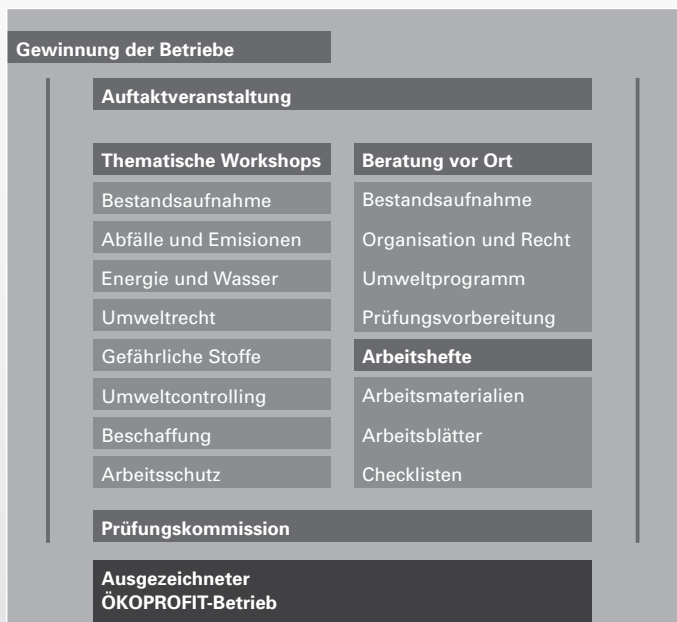 Gewinnung der Betriebe
Auftaktveranstaltung
Thematische Workshops
Bestandsaufnahme
Abfälle und Emisionen
Energie und Wasser
Umweltrecht
Gefährliche Stoffe
Umweltcontrolling
Beschaffung
Arbeitsschutz
Beratung vor Ort
Bestandsaufnahme
Organisation und Recht
Umweltprogramm
Prüfungsvorbereitung
Arbeitshefte
Arbeitsmaterialien
Arbeitsblätter
Checklisten
Prüfungskommission
Ausgezeichneter
ÖKOPROFIT-Betrieb